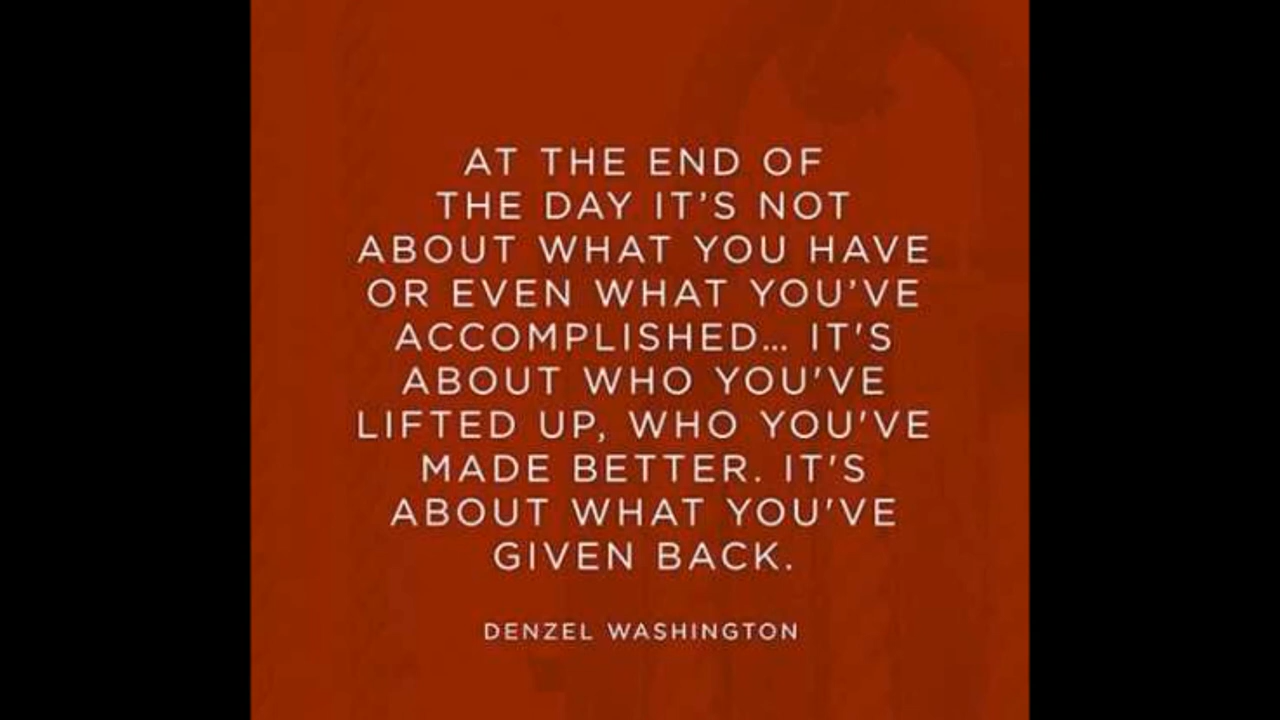 AT THE END OF
THE DAY IT’S NOT
ABOUT WHAT YOU HAVE
OR EVEN WHAT YOU’VE
ACCOMPLISHED... IT'S
ABOUT WHO YOU'VE
LIFTED UP, WHO YOU'VE
MADE BETTER. IT'S
ABOUT WHAT YOU'VE
GIVEN BACK.
DENZEL WASHINGTON